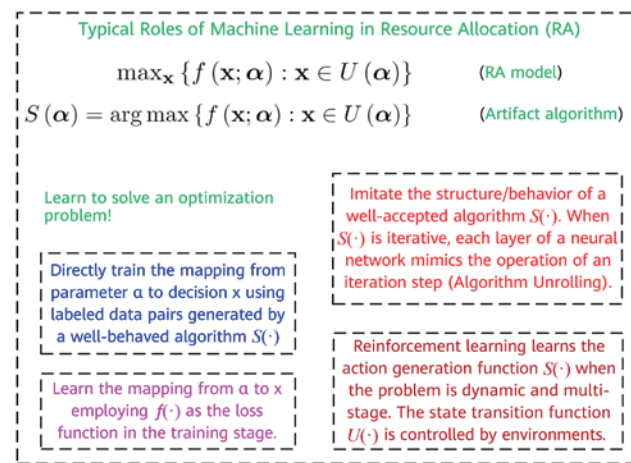 Typical Roles of Machine Learning in Resource Allocation (RA)
max_x {f (x; α) : x ∈ U (α)} (RA model)
S (α) = arg max {f (x; α) : x ∈ U (α)} (Artifact algorithm)
Learn to solve an optimization
problem!
Directly train the mapping from
parameter α to decision x using
labeled data pairs generated by
a well-behaved algorithm S(·)
Learn the mapping from α to x
employing f(·) as the loss
function in the training stage.
Imitate the structure/behavior of a
well-accepted algorithm S(·). When
S(·) is iterative, each layer of a neural
network mimics the operation of an
iteration step (Algorithm Unrolling).
Reinforcement learning learns the
action generation function S(·) when
the problem is dynamic and multi-
stage. The state transition function
U(·) is controlled by environments.